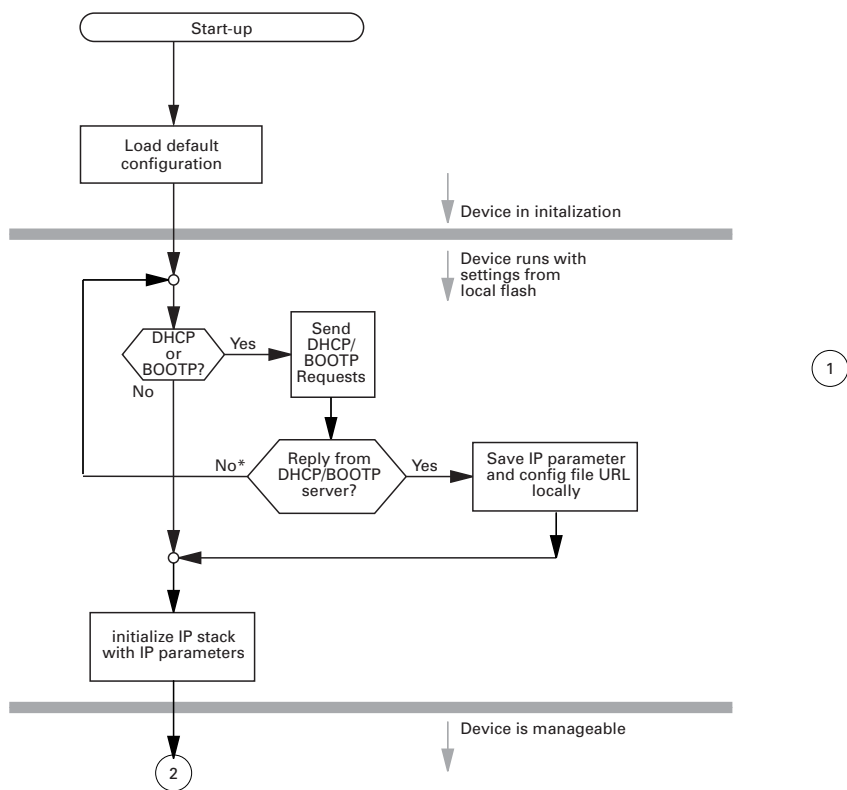 Start-up
Load default
configuration
Device in initalization
Device runs with
settings from
local flash
DHCP
or
BOOTP?
Yes
No
Send
DHCP/
BOOTP
Requests
1
No*
Reply from
DHCP/BOOTP
server?
Yes
Save IP parameter
and config file URL
locally
initialize IP stack
with IP parameters
Device is manageable
2